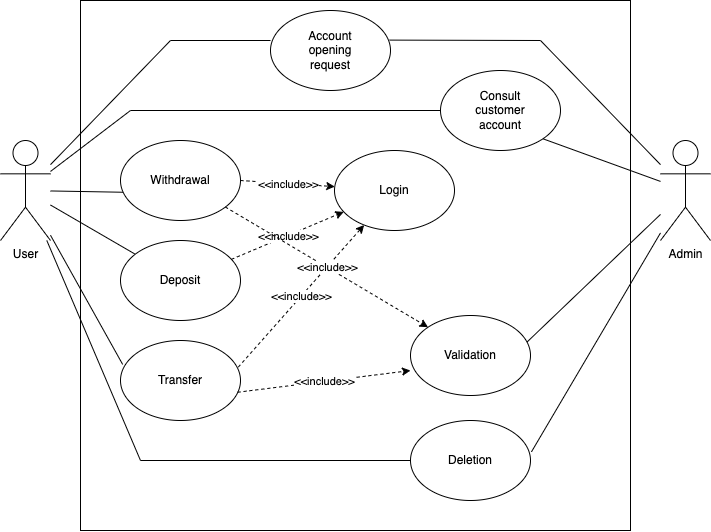 Account
opening
request
Consult
customer
account
Withdrawal
<<include>>
Login
<<include>>
User
Admin
<<include>>
Deposit
<<include>>
Validation
Transfer
<<include>>
Deletion